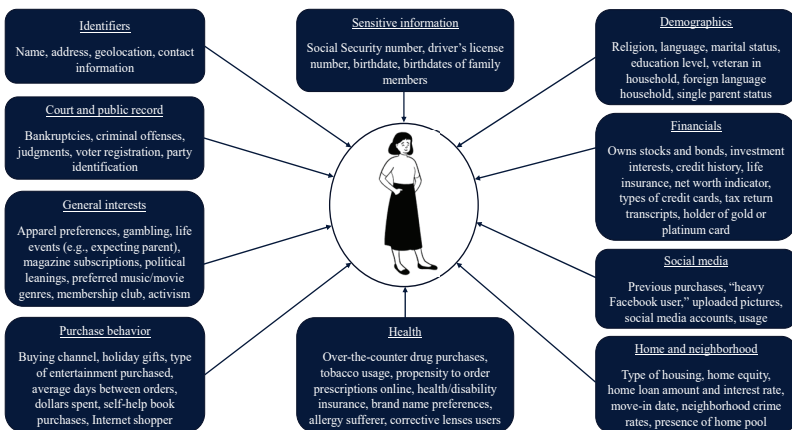 Identifiers
Name, address, geolocation, contact
information
Sensitive information
Social Security number, driver’s license
number, birthdate, birthdates of family
members
Demographics
Religion, language, marital status,
education level, veteran in
household, foreign language
household, single parent status
Court and public record
Bankruptcies, criminal offenses,
judgments, voter registration, party
identification
Financials
Owns stocks and bonds, investment
interests, credit history, life
insurance, net worth indicator,
types of credit cards, tax return
transcripts, holder of gold or
platinum card
General interests
Apparel preferences, gambling, life
events (e.g., expecting parent),
magazine subscriptions, political
leanings, preferred music/movie
genres, membership club, activism
Social media
Previous purchases, “heavy
Facebook user,” uploaded pictures,
social media accounts, usage
Purchase behavior
Buying channel, holiday gifts, type
of entertainment purchased,
average days between orders,
dollars spent, self-help book
purchases, Internet shopper
Health
Over-the-counter drug purchases,
tobacco usage, propensity to order
prescriptions online, health/disability
insurance, brand name preferences,
allergy sufferer, corrective lenses users
Home and neighborhood
Type of housing, home equity,
home loan amount and interest rate,
move-in date, neighborhood crime
rates, presence of home pool